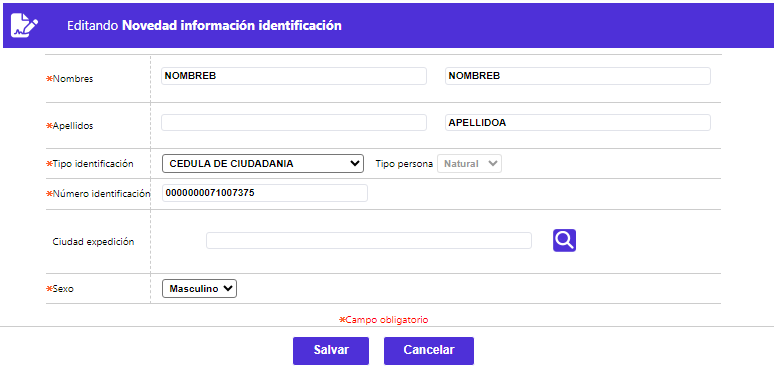 Editando Novedad información identificación
*Nombres NOMBREB NOMBREB
*Apellidos APELLIDOA
*Tipo identificación CEDULA DE CIUDADANIA Tipo persona Natural
*Número identificación 0000000071007375
Ciudad expedición
*Sexo Masculino
*Campo obligatorio
Salvar Cancelar